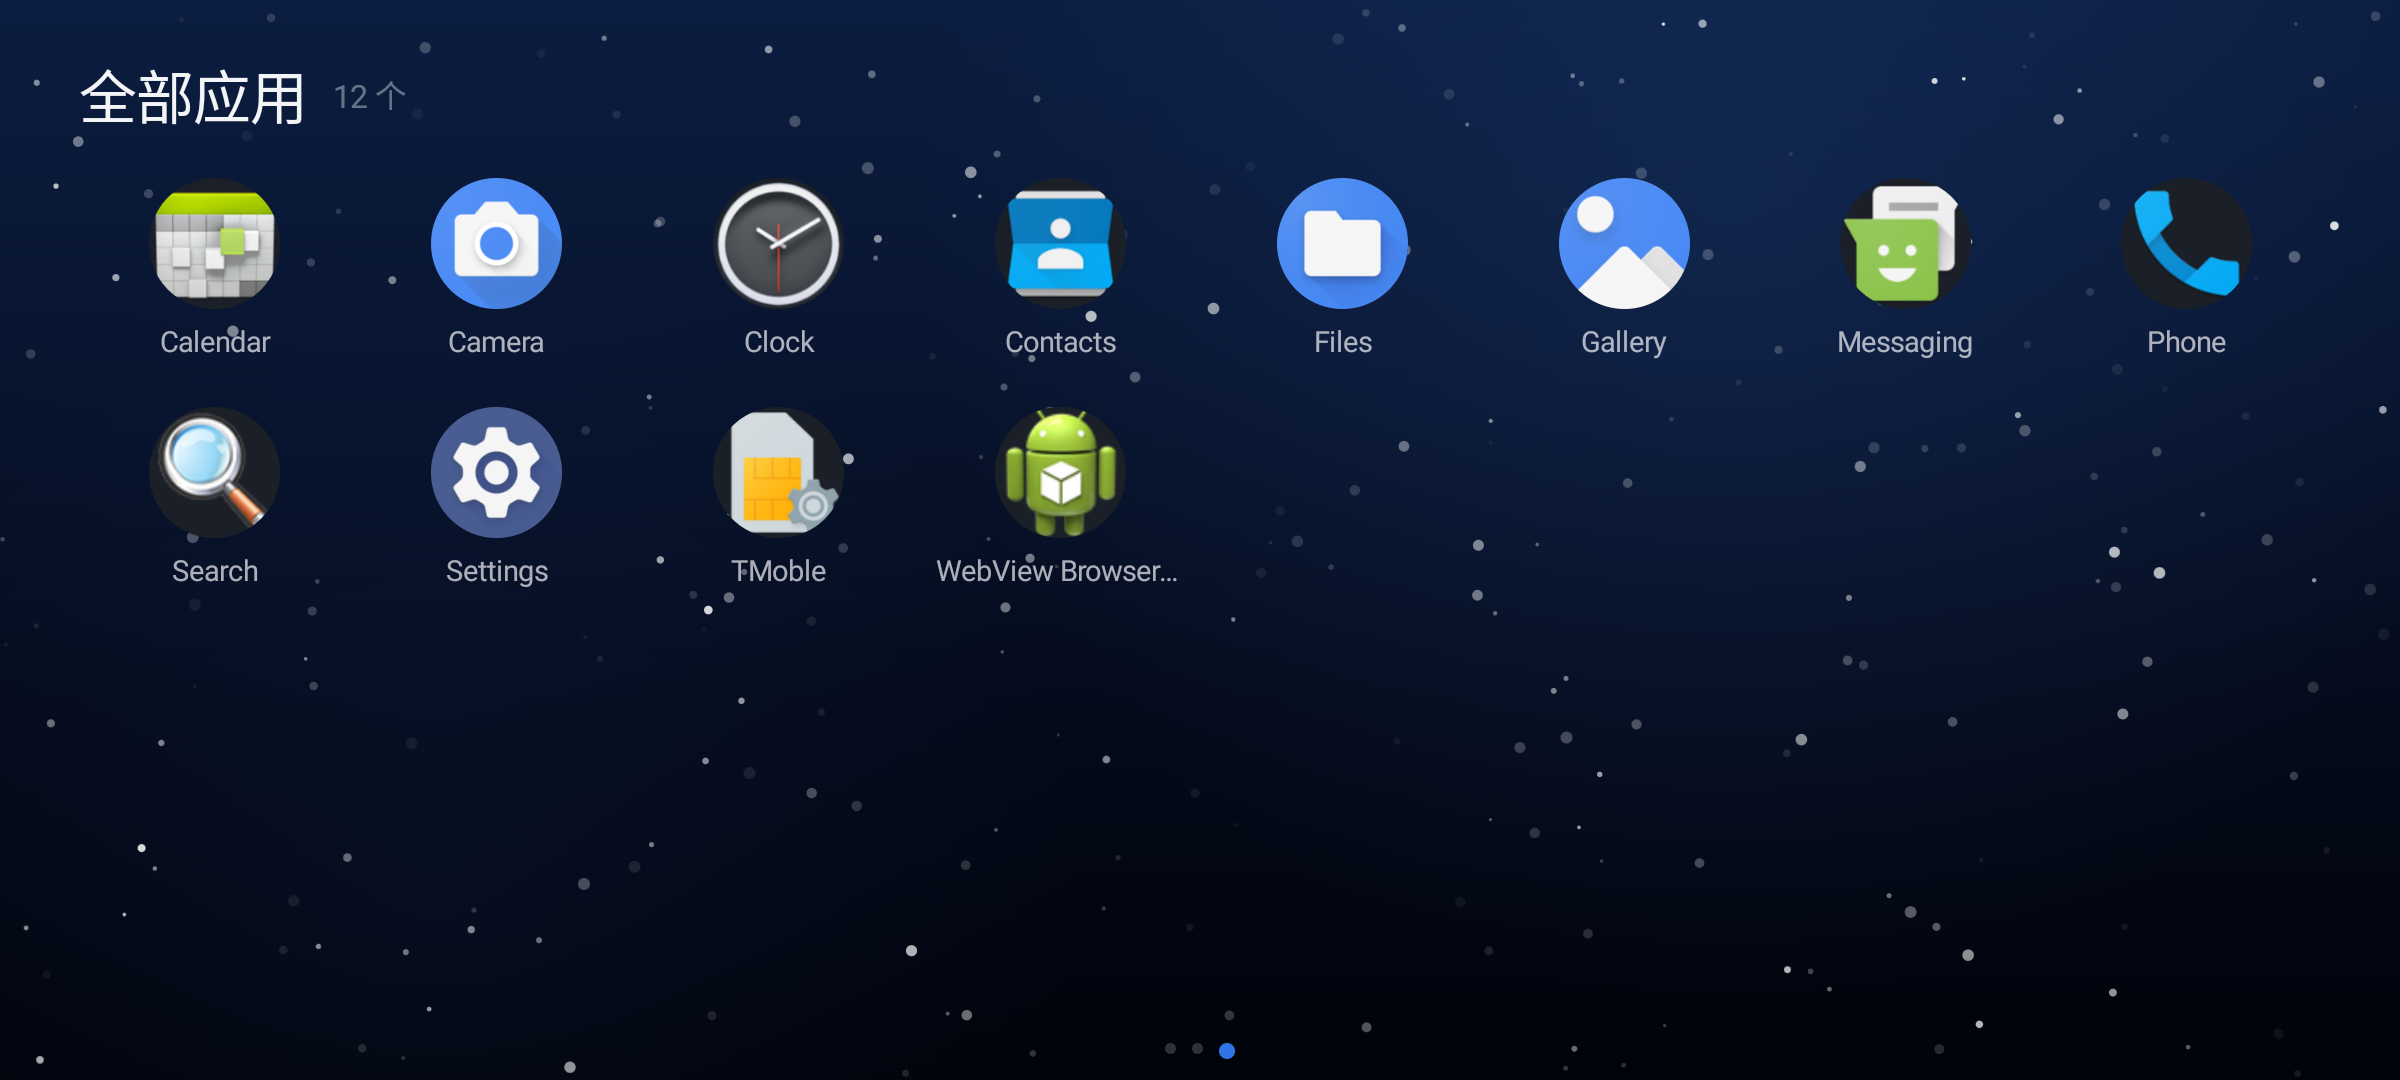 全部应用 12 个
Calendar Camera Clock Contacts Files Gallery Messaging Phone
Search Settings TMoble WebView Browser...